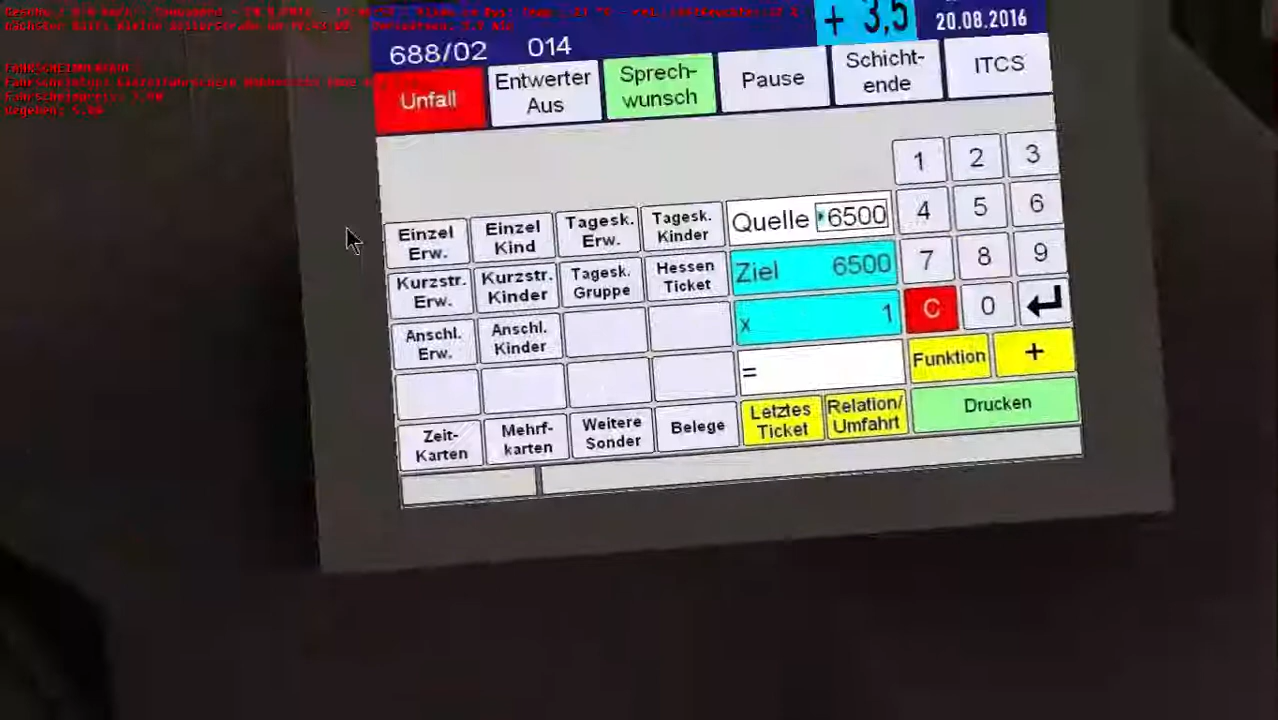 + 3,5
20.08.2016
688/02 014
Unfall
Entwerter
Aus
Sprech-
wunsch
Pause
Schicht-
ende
ITCS
1 2 3
Einzel
Erw.
Einzel
Kind
Tagesk.
Erw.
Tagesk.
Kinder
Quelle 6500
4 5 6
Kurzstr.
Erw.
Kurzstr.
Kinder
Tagesk.
Gruppe
Hessen
Ticket
Ziel 6500
7 8 9
Anschl.
Erw.
Anschl.
Kinder
x 1
C 0
=
Funktion +
Zeit-
Karten
Mehrf-
karten
Weitere
Sonder
Belege
Letztes
Ticket
Relation/
Umfahrt
Drucken